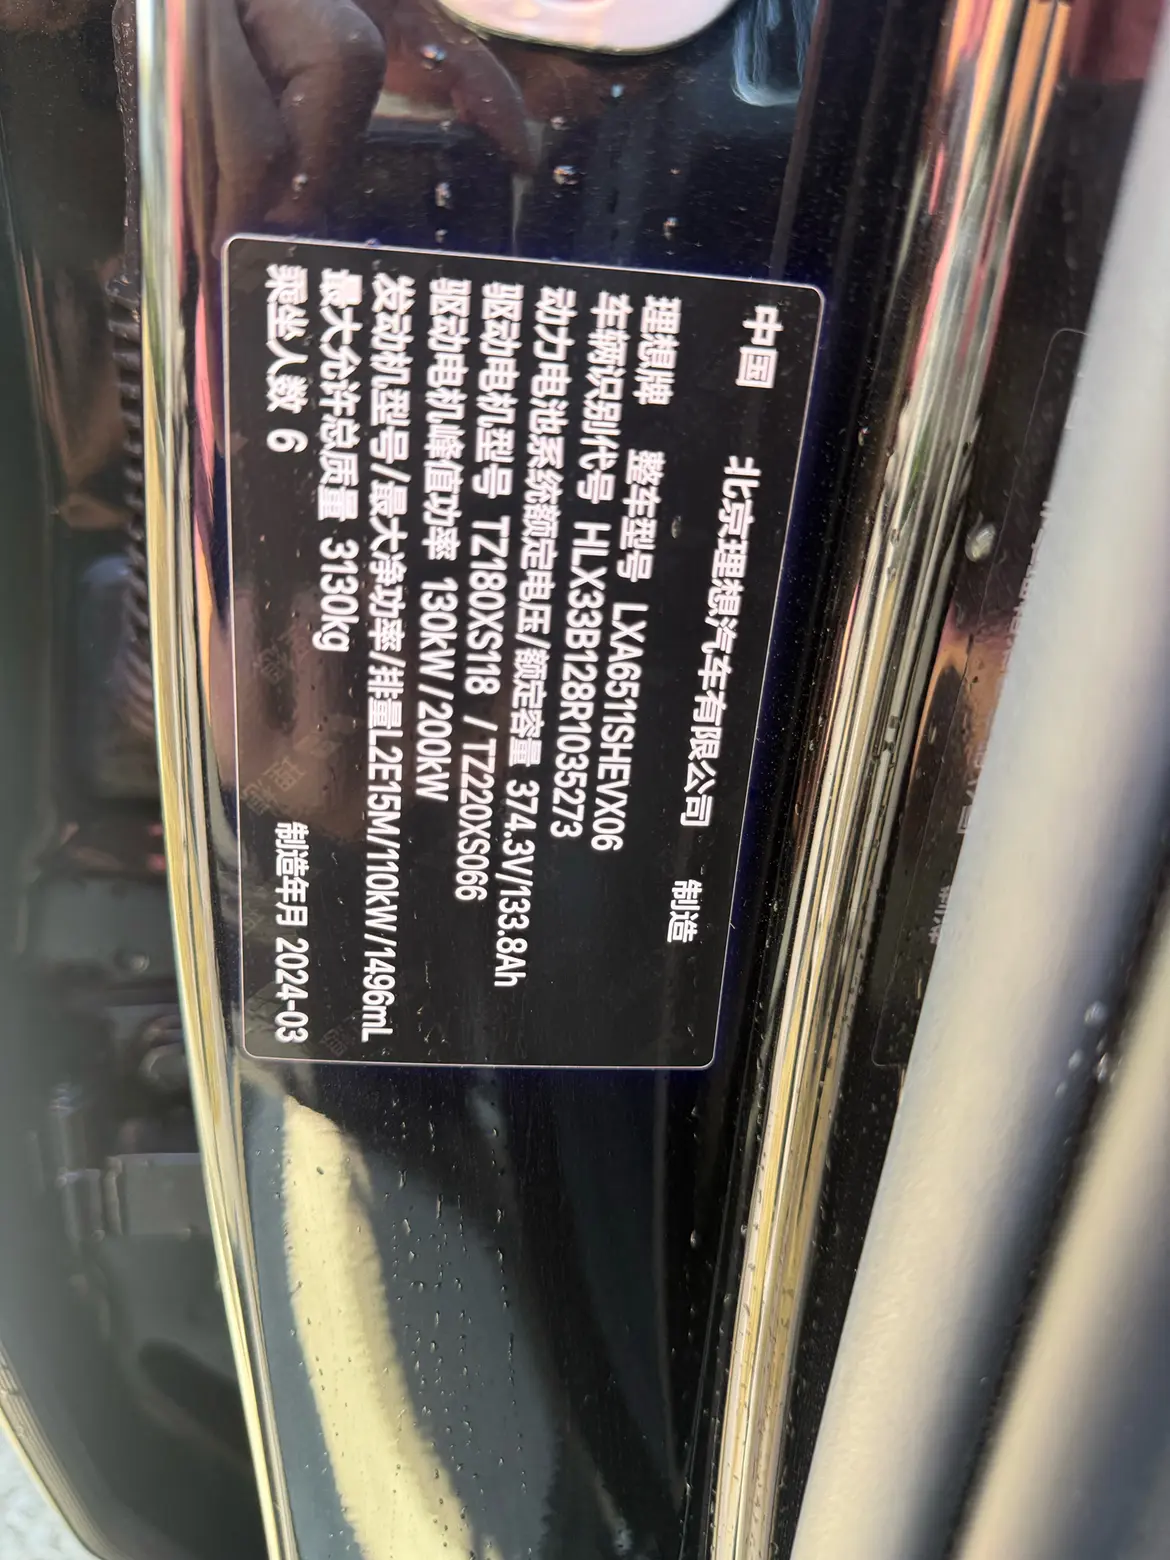 中国 北京理想汽车有限公司 制造
理想牌 整车型号 LXA6511SHEVX06
车辆识别代号 HLX33B128R1035273
动力电池系统额定电压/额定容量 374.3V/133.8Ah
驱动电机型号 TZ180XS118 / TZ220XS066
驱动电机峰值功率 130kW/200kW
发动机型号/最大净功率/排量L2E15M/110kW/1496mL
最大允许总质量 3130kg
乘坐人数 6 制造年月 2024-03